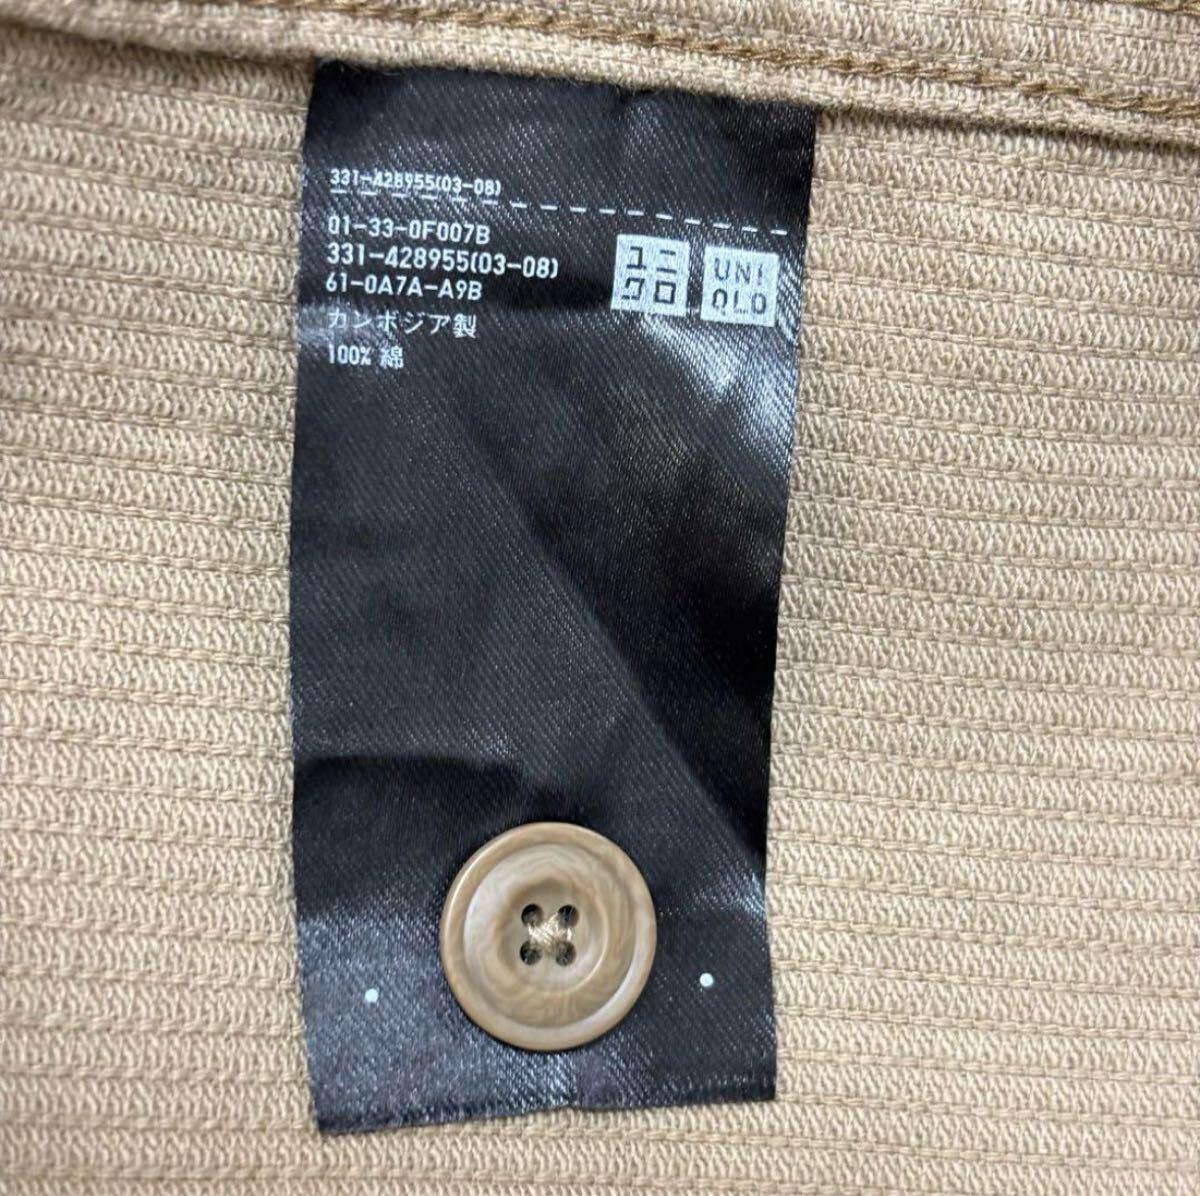 331-428955(03-08)
01-33-0F007B
331-428955(03-08)
61-0A7A-A9B
カンボジア製
100% 綿
ユニ
クロ
UNI
QLO